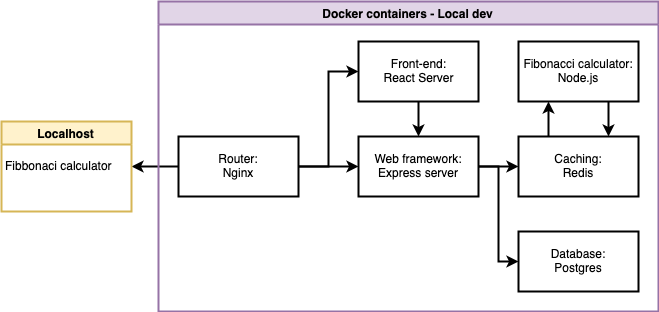 Docker containers - Local dev
Front-end:
React Server
Fibonacci calculator:
Node.js
Localhost
Fibbonaci calculator
Router:
Nginx
Web framework:
Express server
Caching:
Redis
Database:
Postgres